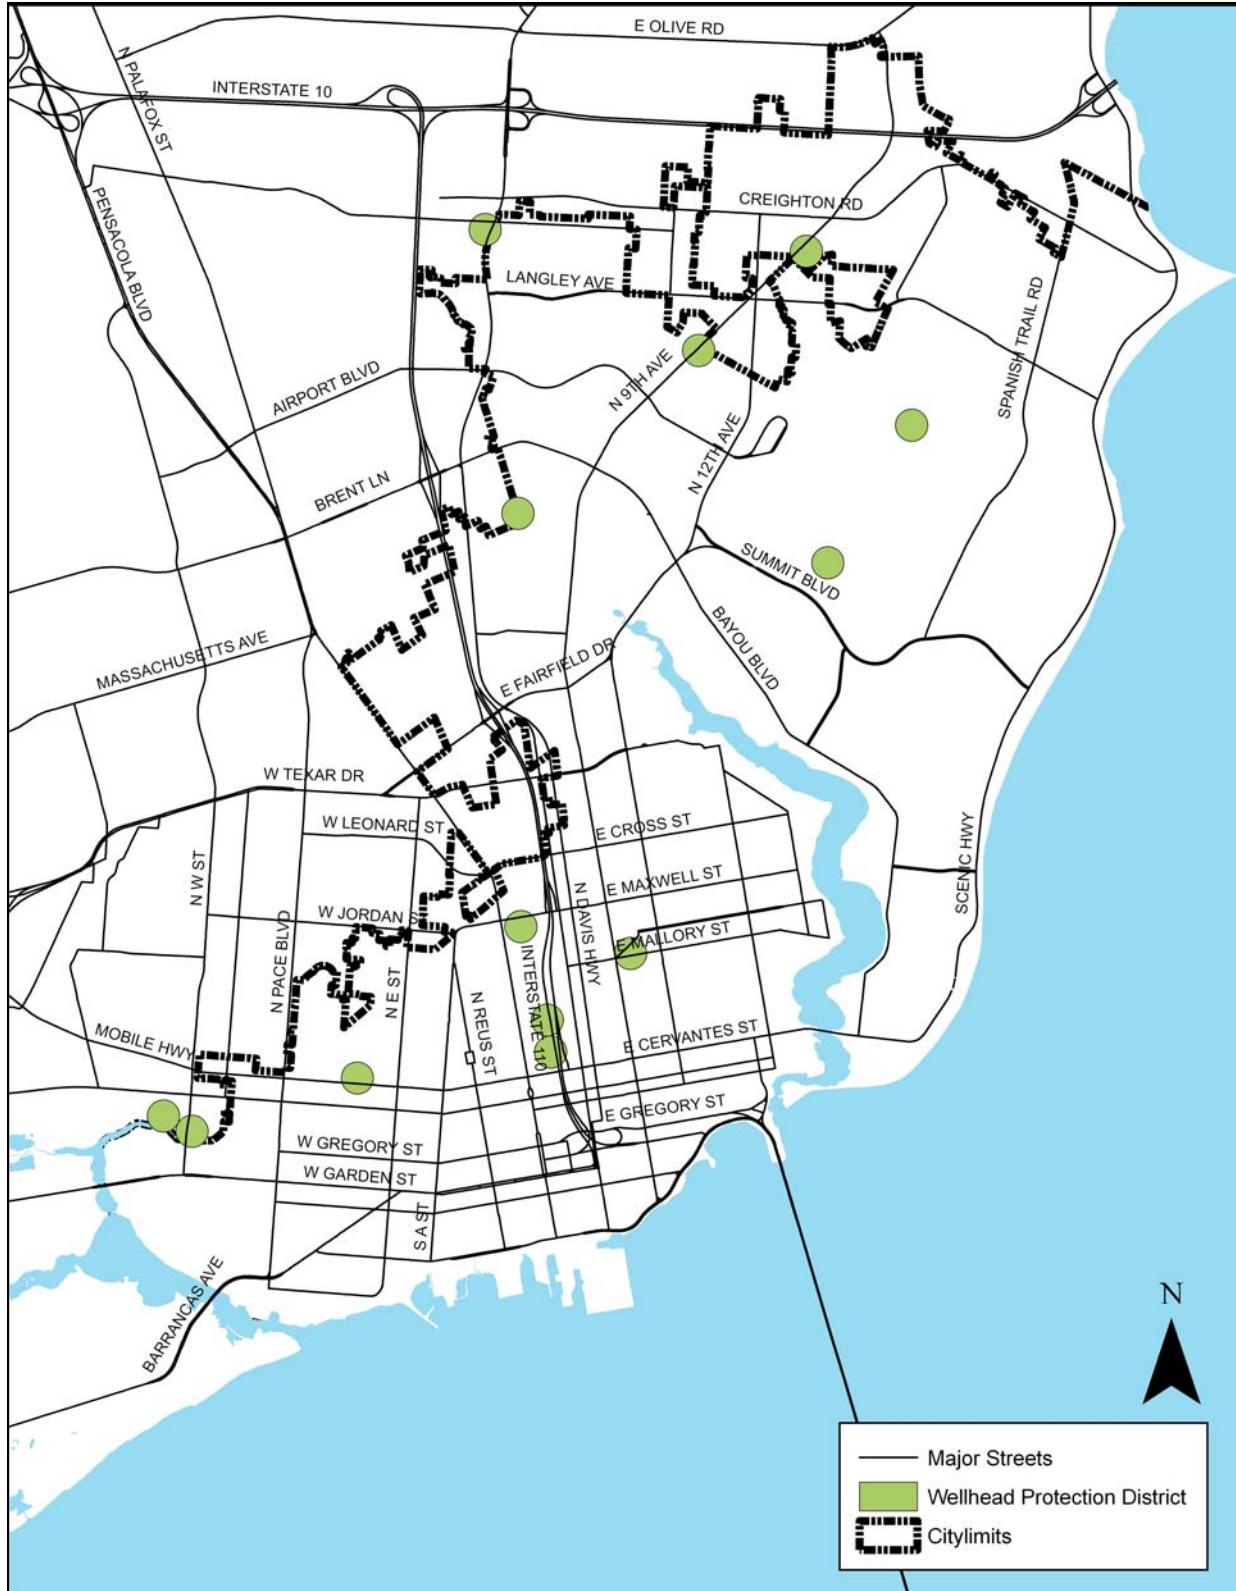 E OLIVE RD
N PALAFOX ST
INTERSTATE 10
PENSACOLA BLVD
CREIGHTON RD
LANGLEY AVE
SPANISH TRAIL RD
AIRPORT BLVD
N 9TH AVE
N 12TH AVE
BRENT LN
SUMMIT BLVD
BAYOU BLVD
MASSACHUSETTS AVE
E FAIRFIELD DR
W TEXAR DR
W LEONARD ST
E CROSS ST
SCENIC HWY
N W ST
E MAXWELL ST
N DAVIS HWY
W JORDAN S
N PACE BLVD
E MALLORY ST
INTERSTATE 110
N E ST
N REUS ST
MOBILE HWY
E CERVANTES ST
E GREGORY ST
W GREGORY ST
W GARDEN ST
S A ST
BARRANCAS AVE
N
Major Streets
Wellhead Protection District
Citylimits